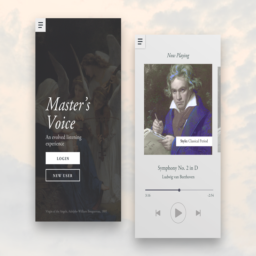 Master's
Voice
An evolved listening
experience.
LOGIN
NEW USER
Now Playing
Style: Classical Period
Symphony No. 2 in D
Ludwig van Beethoven